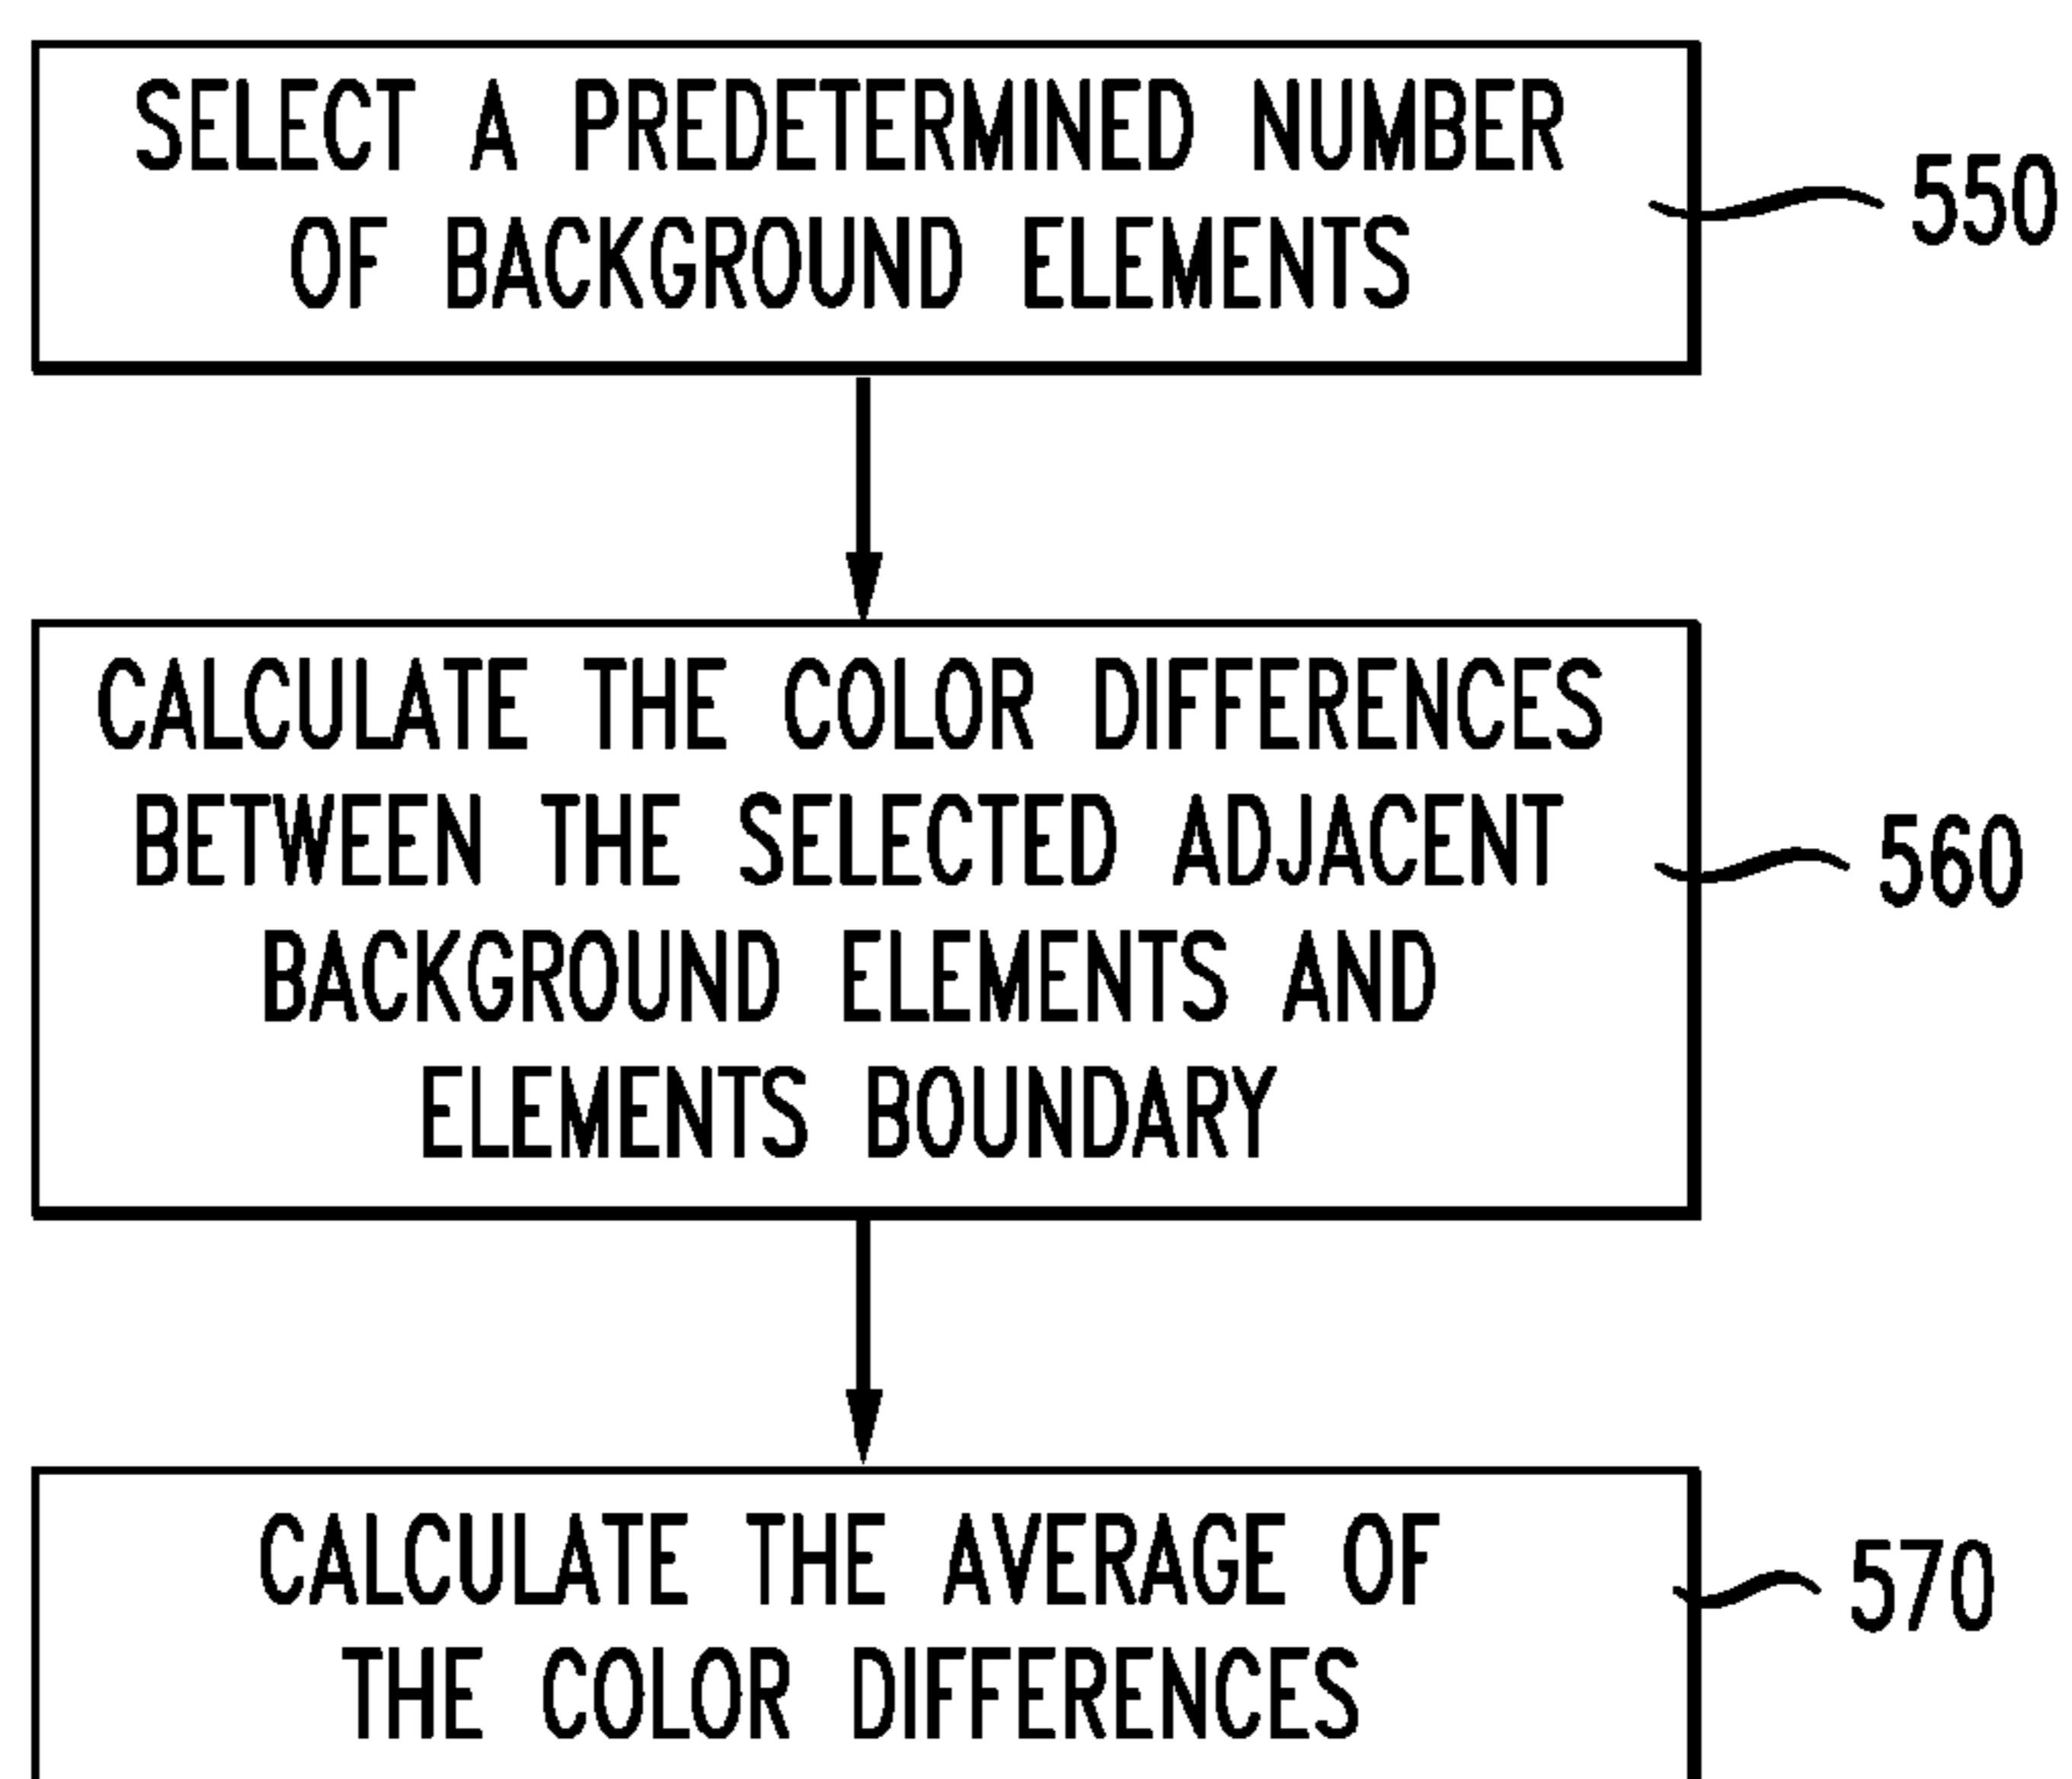 SELECT A PREDETERMINED NUMBER
OF BACKGROUND ELEMENTS
550
CALCULATE THE COLOR DIFFERENCES
BETWEEN THE SELECTED ADJACENT
BACKGROUND ELEMENTS AND
ELEMENTS BOUNDARY
560
CALCULATE THE AVERAGE OF
THE COLOR DIFFERENCES
570